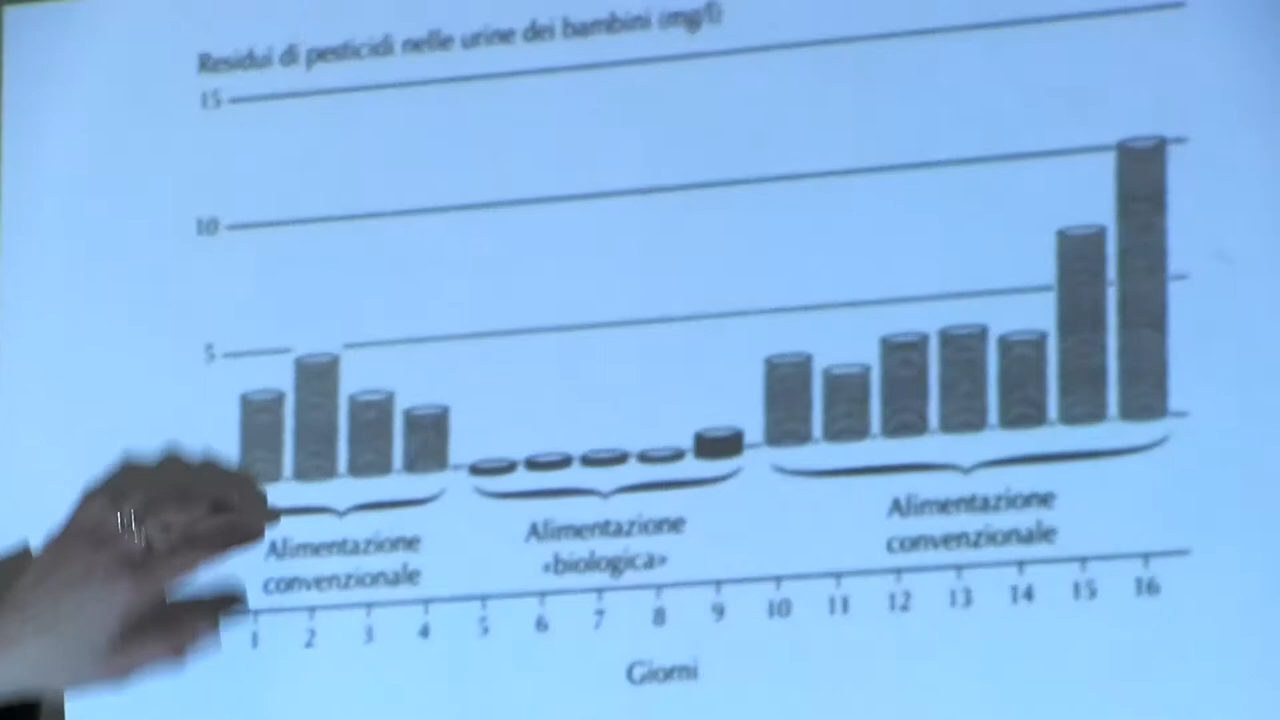 Residui di pesticidi nelle urine dei bambini (mg/l)
15
10
5
Alimentazione
convenzionale
Alimentazione
«biologica»
Alimentazione
convenzionale
1 2 3 4 5 6 7 8 9 10 11 12 13 14 15 16
Giorni